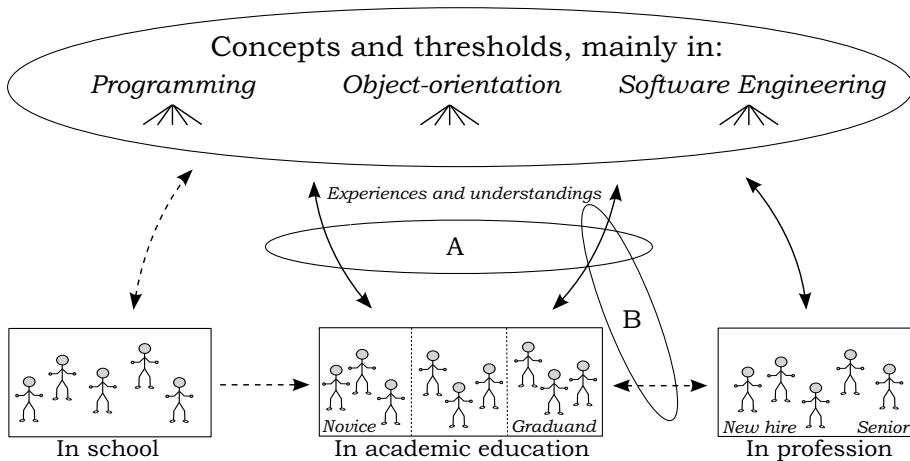 Concepts and thresholds, mainly in:
Programming Object-orientation Software Engineering
Experiences and understandings
A
B
Novice Graduand New hire Senior
In school In academic education In profession